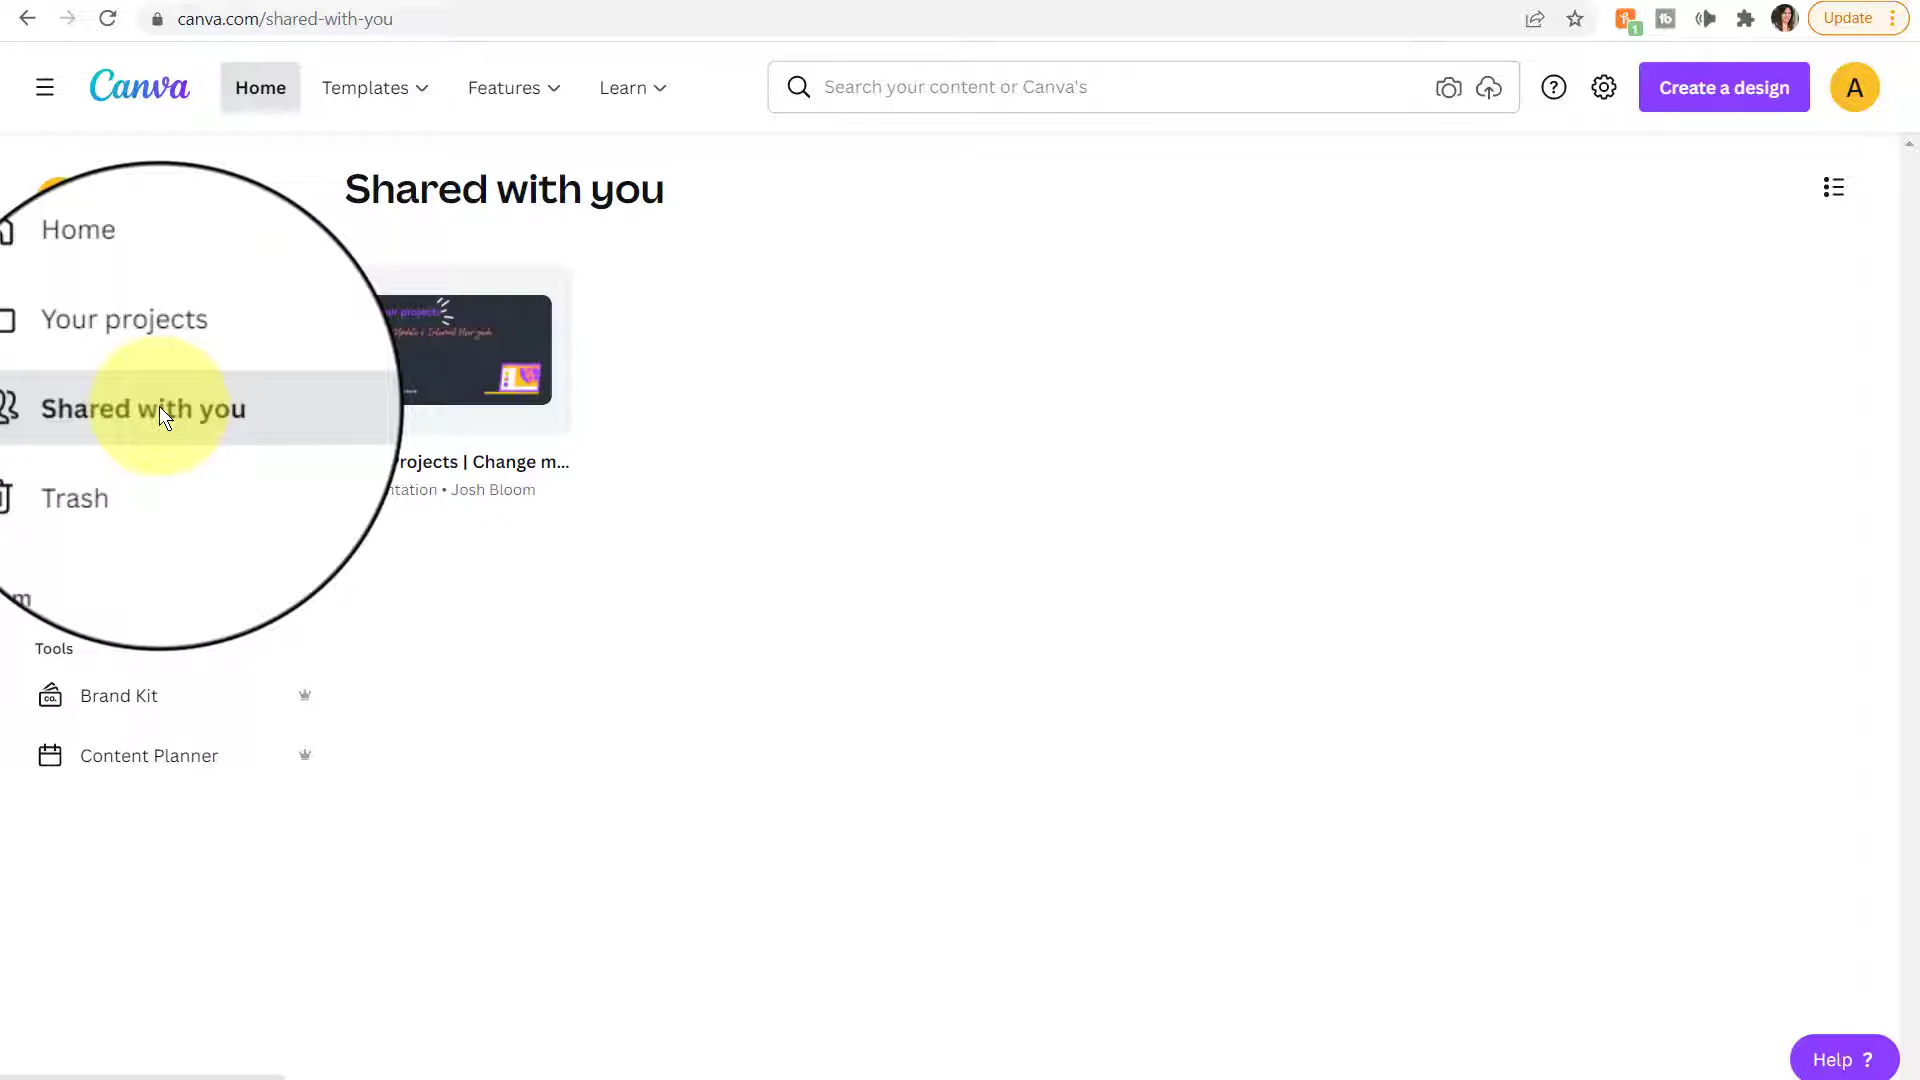 canva.com/shared-with-you
1
Update
Canva
Home
Templates
Features
Learn
Search your content or Canva's
?
Create a design
A
Shared with you
Home
Your projects
Shared with you
Trash
m
rojects | Change m...
ntation • Josh Bloom
Tools
CO.
Brand Kit
Content Planner
Help ?